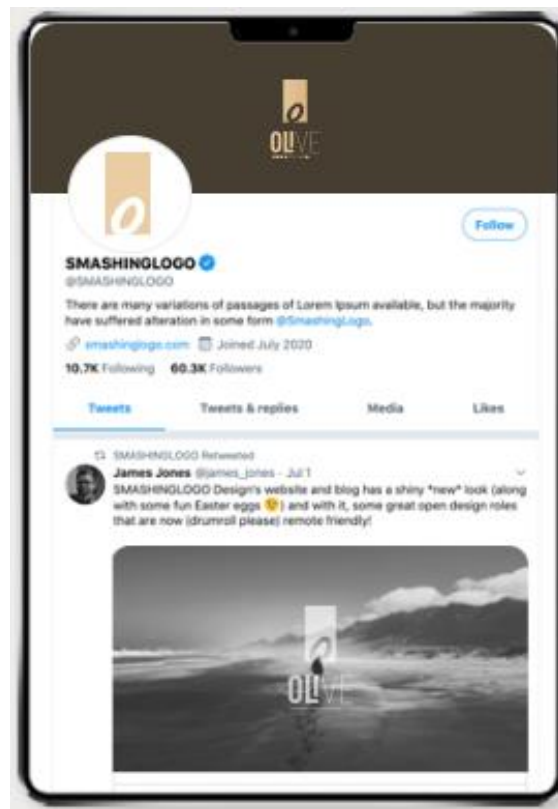 OLIVE
SMASHINGLOGO
@SMASHINGLOGO
Follow
There are many variations of passages of Lorem Ipsum available, but the majority
have suffered alteration in some form @SmashingLogo.
smashinglogo.com Joined July 2020
10.7K Following 60.3K Followers
Tweets Tweets & replies Media Likes
SMASHINGLOGO Retweeted
James Jones @james_jones - Jul 1
SMASHINGLOGO Design's website and blog has a shiny *new* look (along
with some fun Easter eggs 😉) and with it, some great open design roles
that are now (drumroll please) remote friendly!
OLIVE